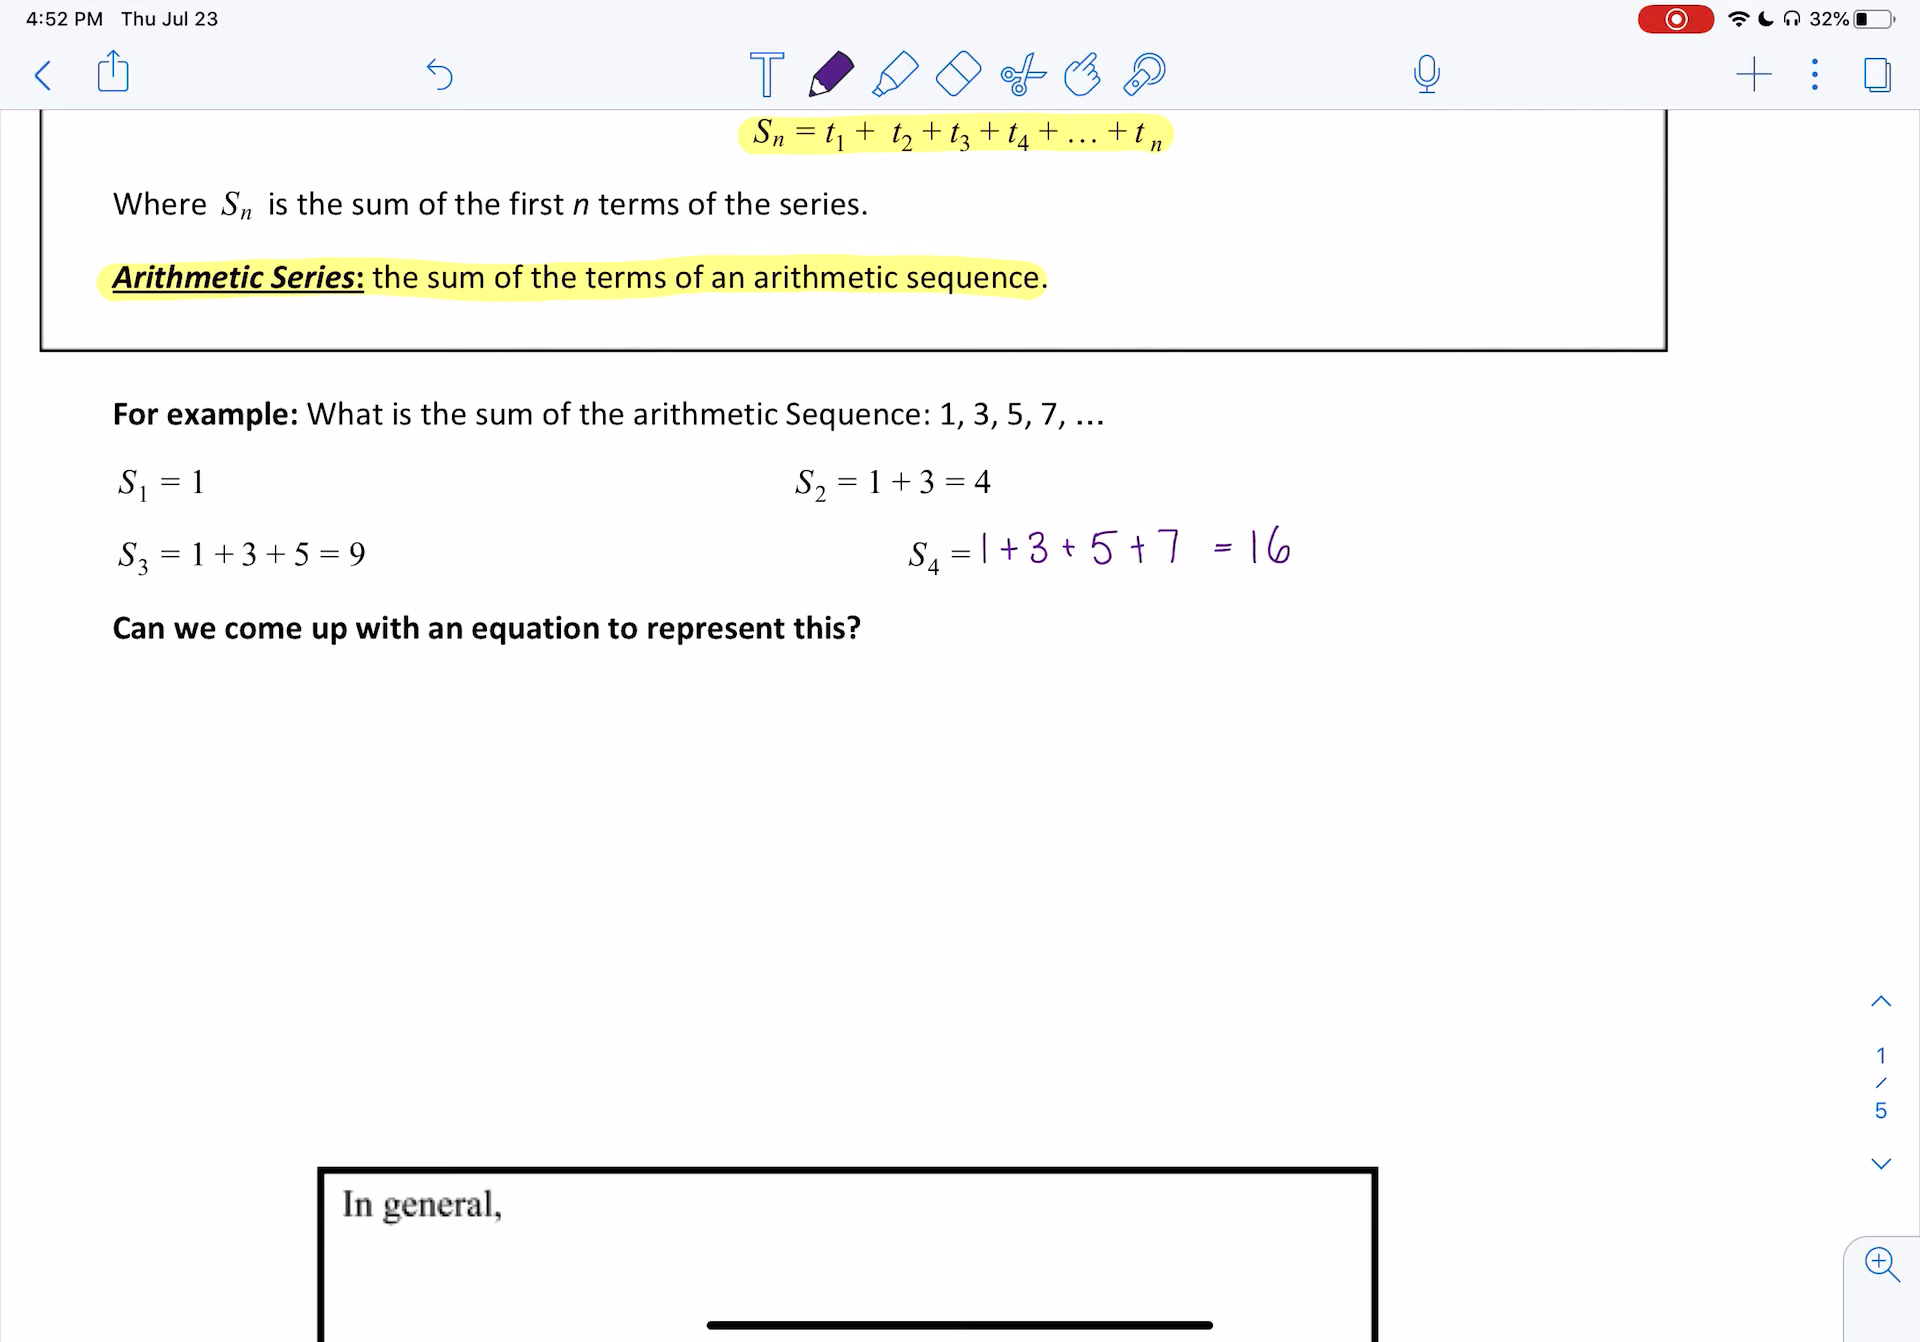 4:52 PM Thu Jul 23 32%
Sn = t1 + t2 + t3 + t4 + ... + tn
Where Sn is the sum of the first n terms of the series.
Arithmetic Series: the sum of the terms of an arithmetic sequence.
For example: What is the sum of the arithmetic Sequence: 1, 3, 5, 7, ...
S1 = 1 S2 = 1 + 3 = 4
S3 = 1 + 3 + 5 = 9 S4 = 1 + 3 + 5 + 7 = 16
Can we come up with an equation to represent this?
1
/
5
In general,